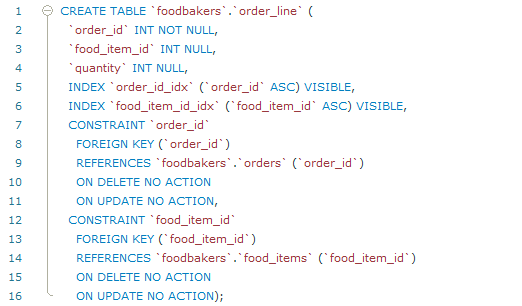 1 CREATE TABLE `foodbakers`.`order_line` (
2 `order_id` INT NOT NULL,
3 `food_item_id` INT NULL,
4 `quantity` INT NULL,
5 INDEX `order_id_idx` (`order_id` ASC) VISIBLE,
6 INDEX `food_item_id_idx` (`food_item_id` ASC) VISIBLE,
7 CONSTRAINT `order_id`
8 FOREIGN KEY (`order_id`)
9 REFERENCES `foodbakers`.`orders` (`order_id`)
10 ON DELETE NO ACTION
11 ON UPDATE NO ACTION,
12 CONSTRAINT `food_item_id`
13 FOREIGN KEY (`food_item_id`)
14 REFERENCES `foodbakers`.`food_items` (`food_item_id`)
15 ON DELETE NO ACTION
16 ON UPDATE NO ACTION);